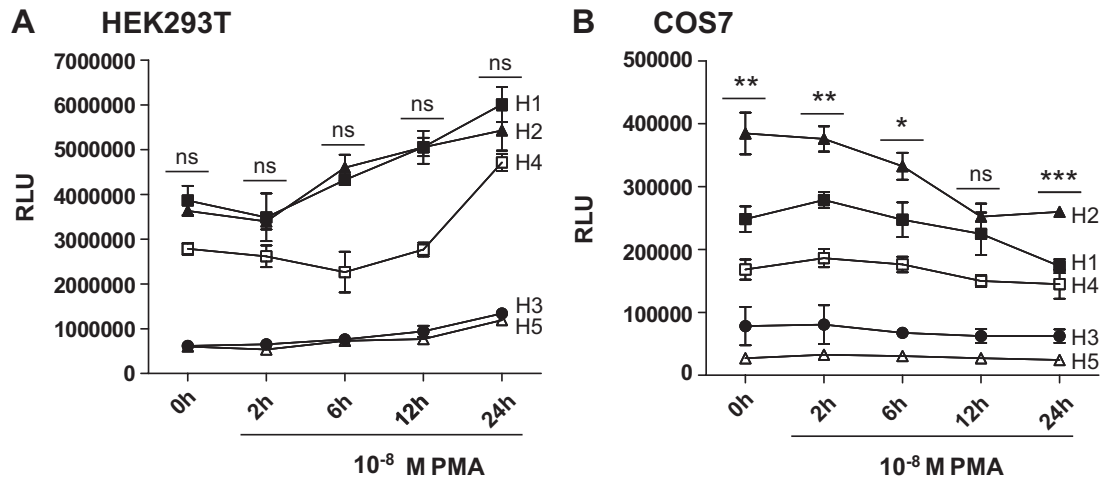 A HEK293T
7000000
6000000
5000000
4000000
3000000
2000000
1000000
0
RLU
ns
ns
ns
ns
ns
H1
H2
H4
H3
H5
0h 2h 6h 12h 24h
10⁻⁸ M PMA
B COS7
500000
400000
300000
200000
100000
0
RLU
**
**
*
ns
***
H2
H1
H4
H3
H5
0h 2h 6h 12h 24h
10⁻⁸ M PMA